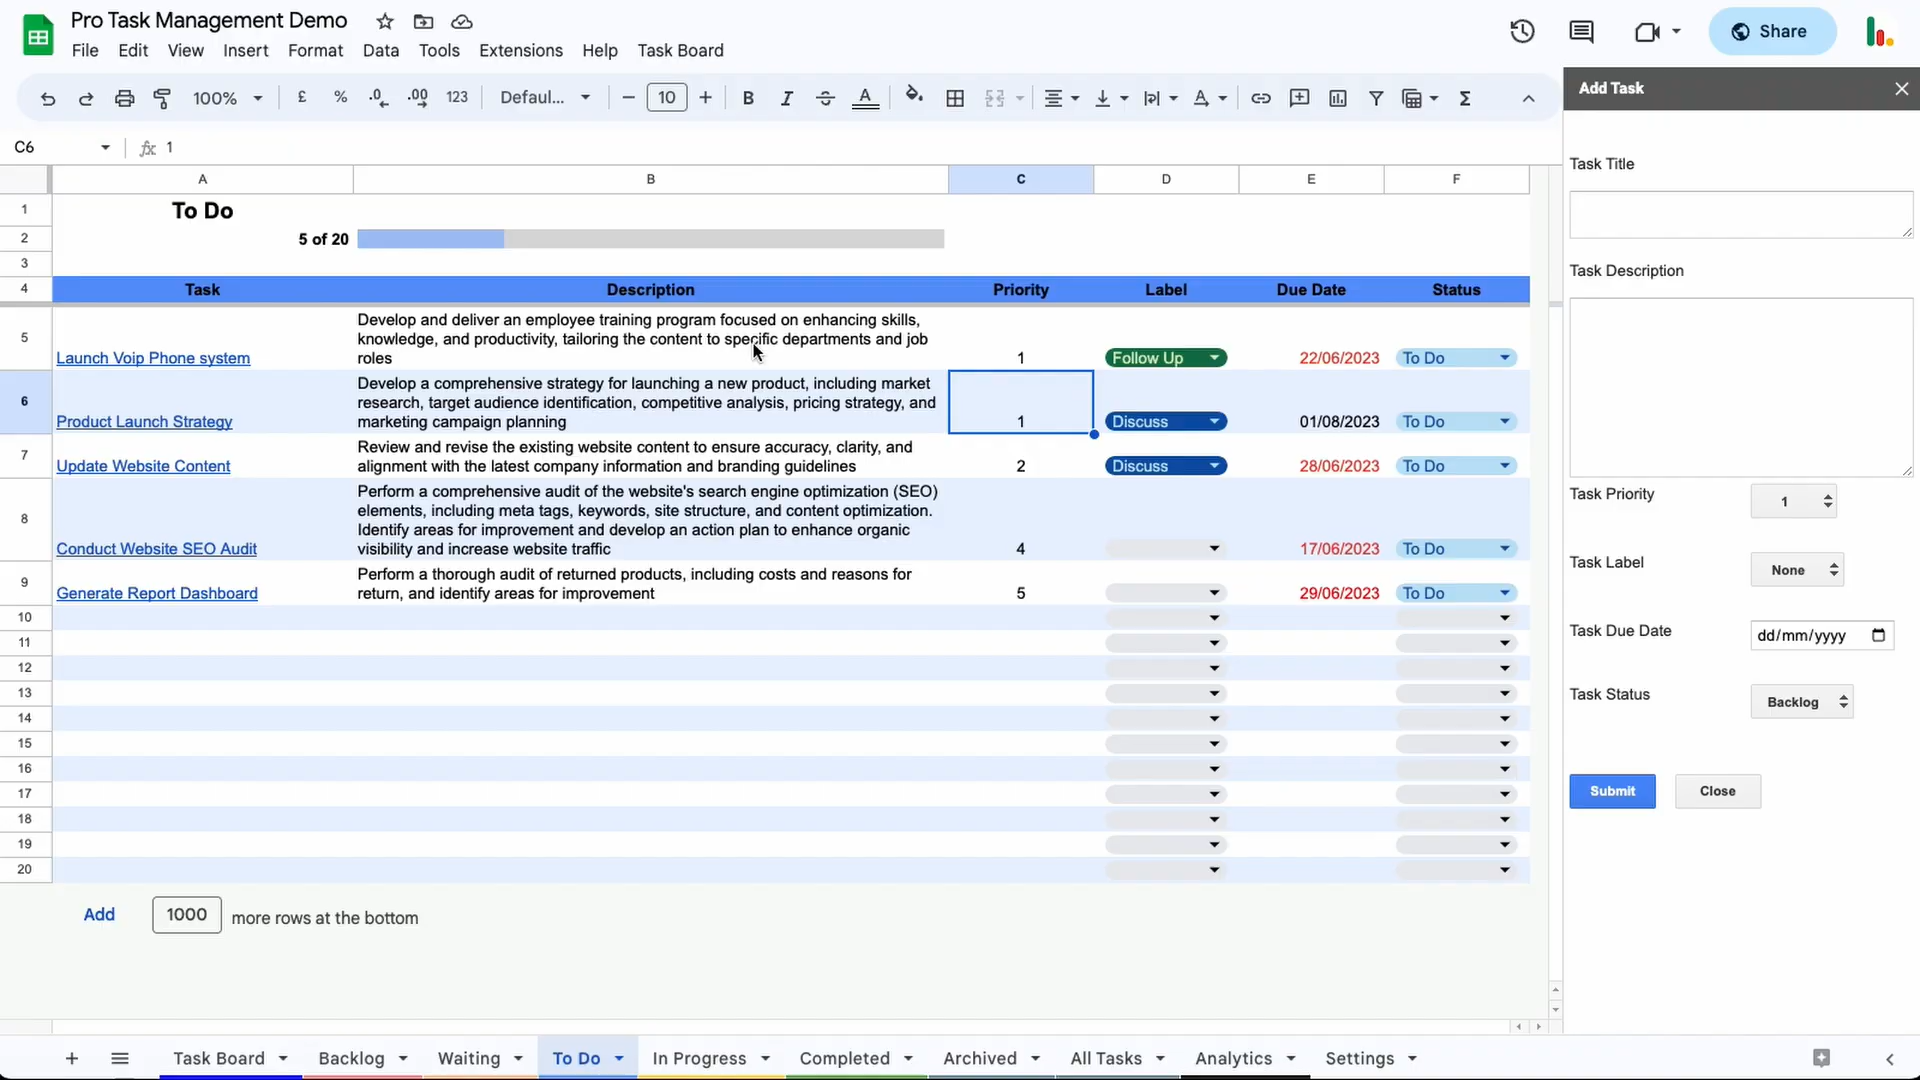 Pro Task Management Demo
File Edit View Insert Format Data Tools Extensions Help Task Board
Share
100% £ % .0 .00 123 Defaul... 10 B I S A Σ
C6 fx 1
A B C D E F
1 To Do
2 5 of 20
3
4 Task Description Priority Label Due Date Status
Develop and deliver an employee training program focused on enhancing skills,
5 knowledge, and productivity, tailoring the content to specific departments and job
Launch Voip Phone system roles 1 Follow Up 22/06/2023 To Do
Develop a comprehensive strategy for launching a new product, including market
6 research, target audience identification, competitive analysis, pricing strategy, and
Product Launch Strategy marketing campaign planning 1 Discuss 01/08/2023 To Do
7 Review and revise the existing website content to ensure accuracy, clarity, and
Update Website Content alignment with the latest company information and branding guidelines 2 Discuss 28/06/2023 To Do
Perform a comprehensive audit of the website's search engine optimization (SEO)
8 elements, including meta tags, keywords, site structure, and content optimization.
Identify areas for improvement and develop an action plan to enhance organic
Conduct Website SEO Audit visibility and increase website traffic 4 17/06/2023 To Do
9 Perform a thorough audit of returned products, including costs and reasons for
Generate Report Dashboard return, and identify areas for improvement 5 29/06/2023 To Do
10
11
12
13
14
15
16
17
18
19
20
Add 1000 more rows at the bottom
Task Board Backlog Waiting To Do In Progress Completed Archived All Tasks Analytics Settings
Add Task
Task Title
Task Description
Task Priority 1
Task Label None
Task Due Date dd/mm/yyyy
Task Status Backlog
Submit Close